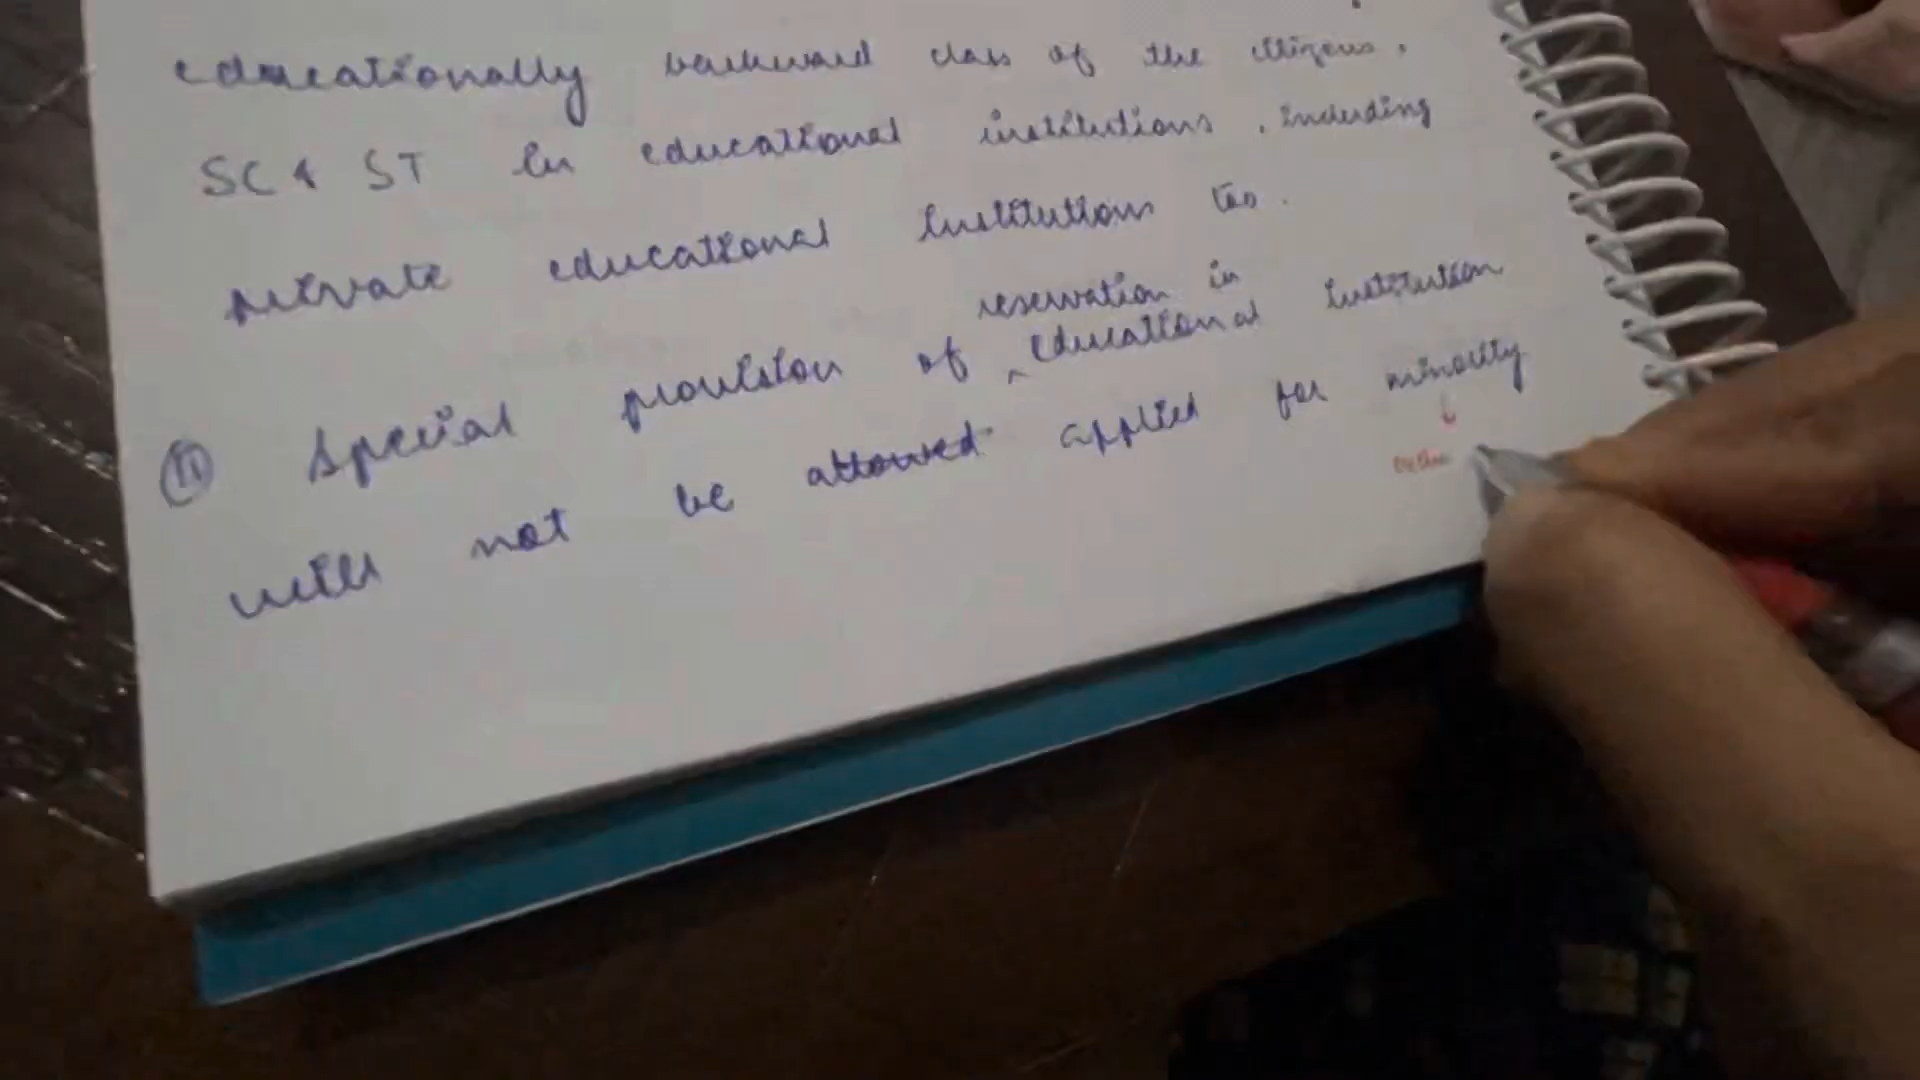 educationally backward class of the citizens,
SC & ST in educational institutions, including
private educational institutions too.
reservation in
(ii) Special provision of ^ educational institution
will not be allowed applied for minority
↓